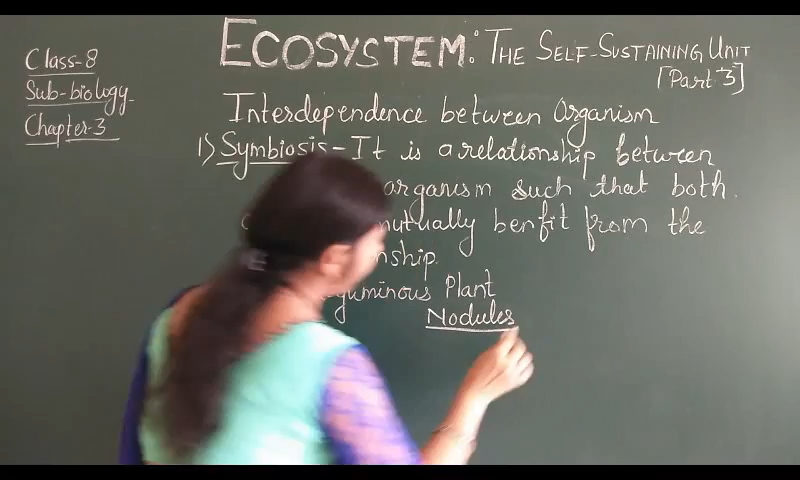 Class-8
Sub-biology
Chapter-3
ECOSYSTEM: THE SELF-SUSTAINING UNIT
[Part 3]
Interdependence between Organism
1) Symbiosis - It is a relationship between
organism such that both
mutually benfit from the
nship.
guminous Plant
Nodules